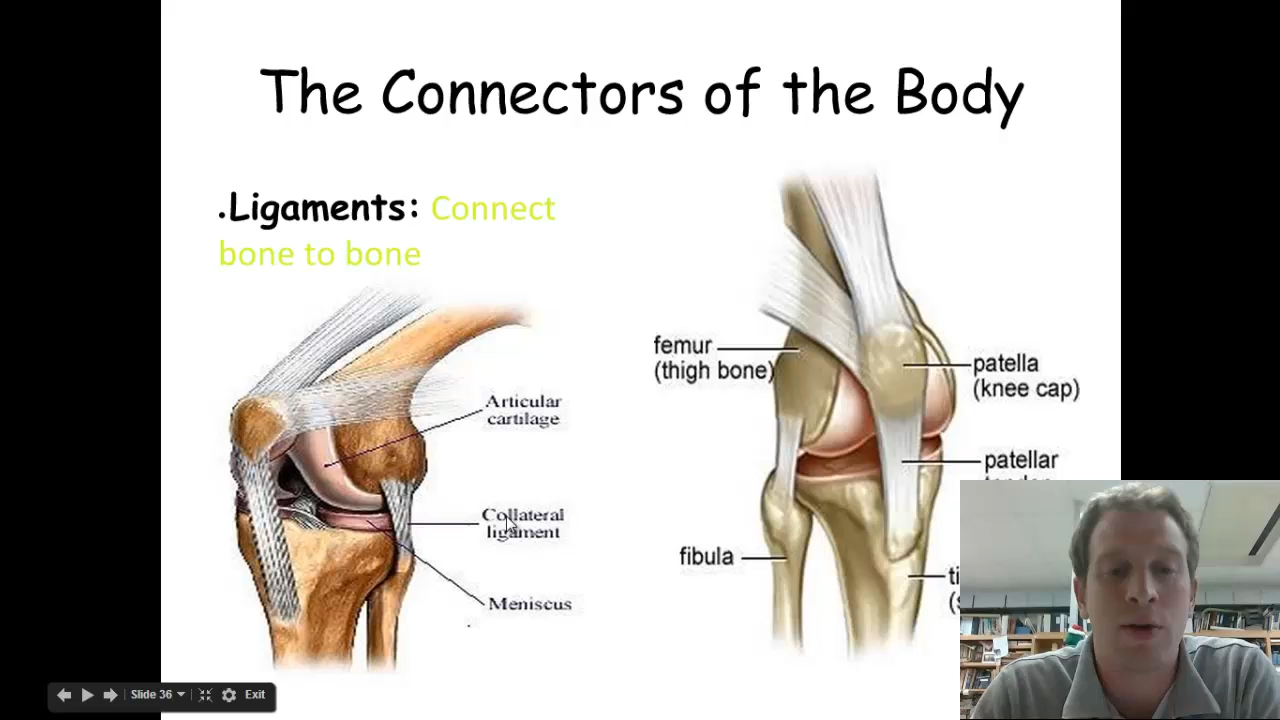 The Connectors of the Body
.Ligaments: Connect
bone to bone
Articular
cartilage
Collateral
ligament
Meniscus
femur
(thigh bone)
patella
(knee cap)
patellar
fibula
Slide 36
Exit